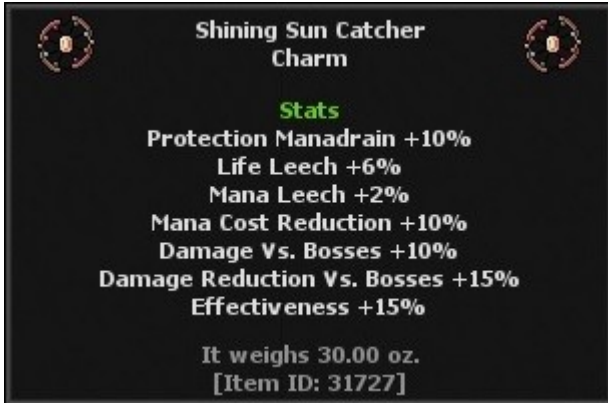 Shining Sun Catcher
Charm
Stats
Protection Manadrain +10%
Life Leech +6%
Mana Leech +2%
Mana Cost Reduction +10%
Damage Vs. Bosses +10%
Damage Reduction Vs. Bosses +15%
Effectiveness +15%
It weighs 30.00 oz.
[Item ID: 31727]